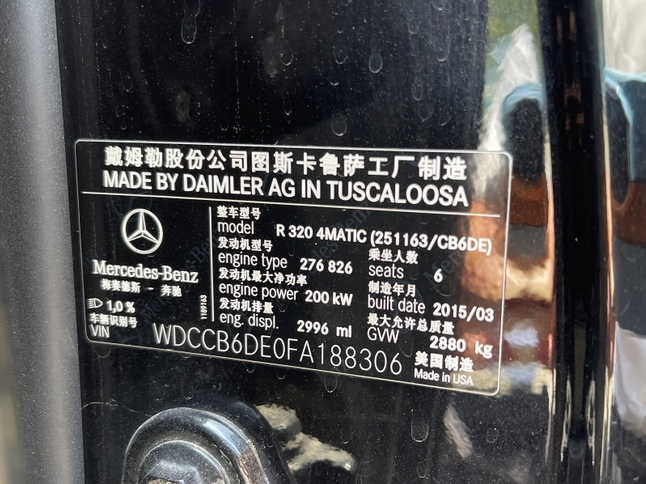 戴姆勒股份公司图斯卡鲁萨工厂制造
MADE BY DAIMLER AG IN TUSCALOOSA
Mercedes-Benz
梅赛德斯 - 奔驰
1,0 %
整车型号
model R 320 4MATIC (251163/CB6DE)
发动机型号 乘坐人数
engine type 276 826 seats 6
发动机最大净功率 制造年月
engine power 200 kW built date 2015/03
发动机排量 最大允许总质量
eng. displ. 2996 ml GVW 2880 kg
车辆识别号
VIN WDCCB6DE0FA188306
美国制造
Made in USA